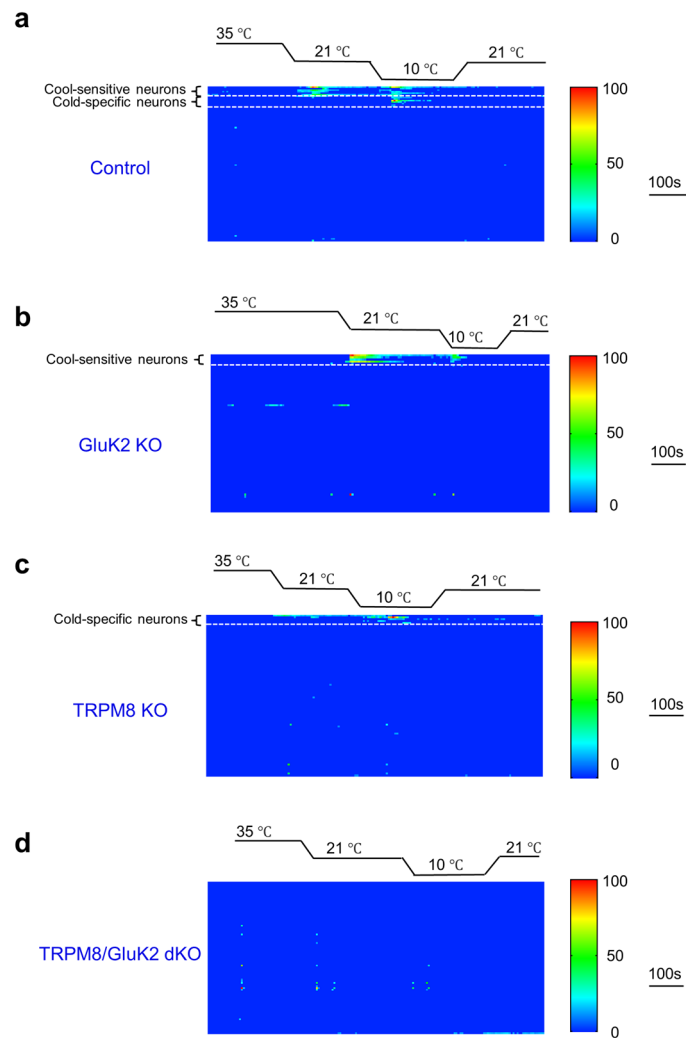 a
35 °C
21 °C
21 °C
10 °C
Cool-sensitive neurons
Cold-specific neurons
Control
100
50
0
100s
b
35 °C
21 °C
10 °C
21 °C
Cool-sensitive neurons
GluK2 KO
100
50
0
100s
c
35 °C
21 °C
10 °C
21 °C
Cold-specific neurons
TRPM8 KO
100
50
0
100s
d
35 °C
21 °C
10 °C
21 °C
TRPM8/GluK2 dKO
100
50
0
100s